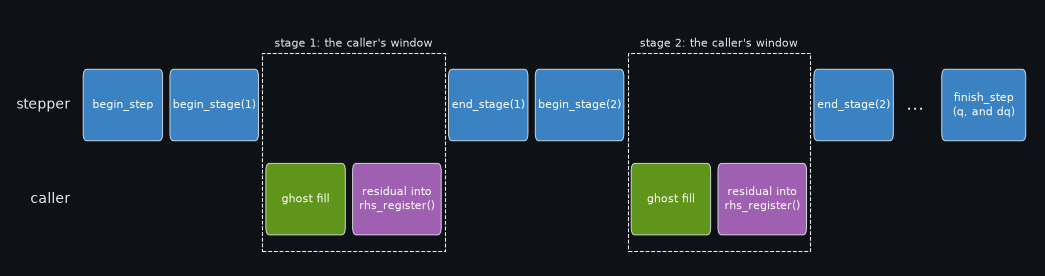 stage 1: the caller's window
stage 2: the caller's window
stepper
begin_step
begin_stage(1)
end_stage(1)
begin_stage(2)
end_stage(2)
...
finish_step
(q, and dq)
caller
ghost fill
residual into
rhs_register()
ghost fill
residual into
rhs_register()